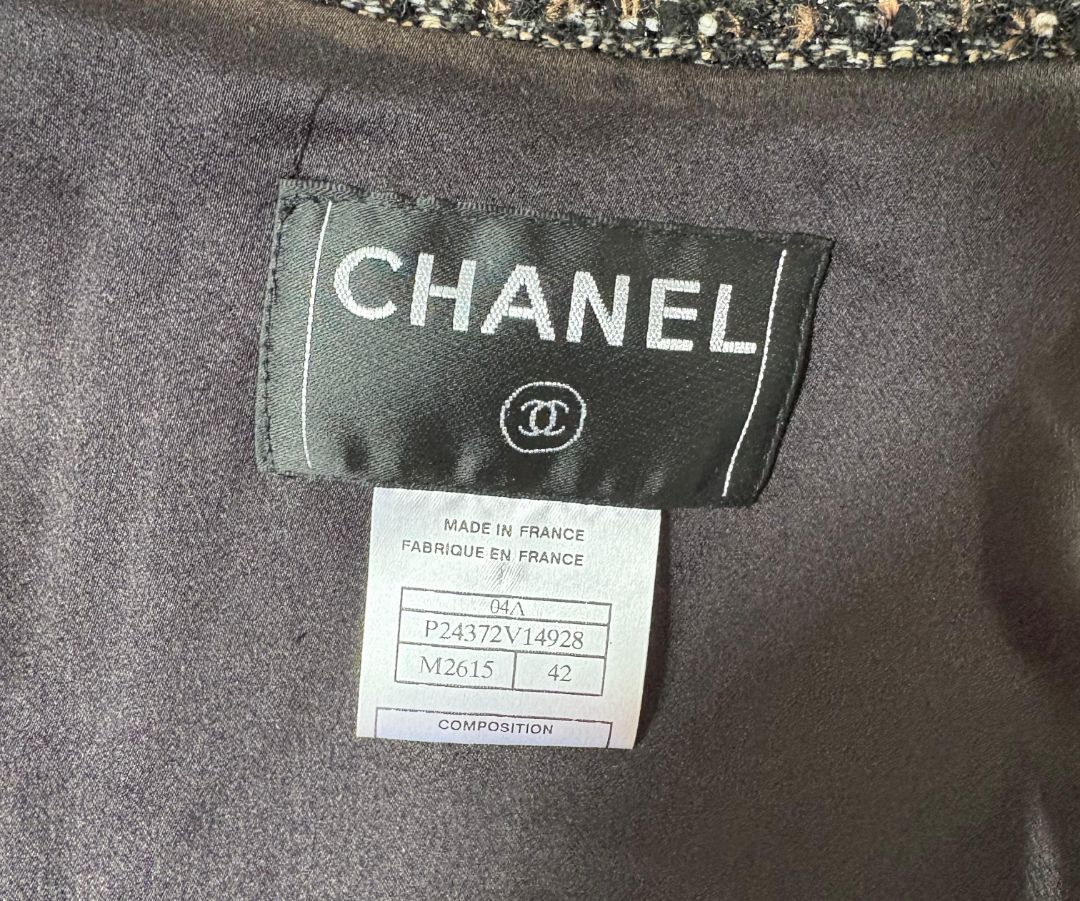 CHANEL
MADE IN FRANCE
FABRIQUE EN FRANCE
04A
P24372V14928
M2615 42
COMPOSITION